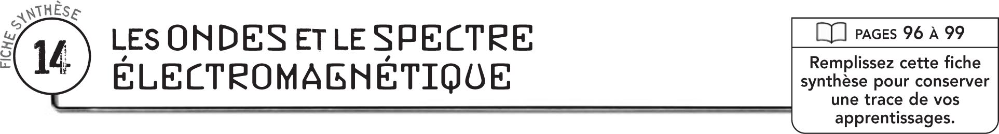 FICHE SYNTHÈSE
14
LES ONDES ET LE SPECTRE
ÉLECTROMAGNÉTIQUE
PAGES 96 À 99
Remplissez cette fiche
synthèse pour conserver
une trace de vos
apprentissages.